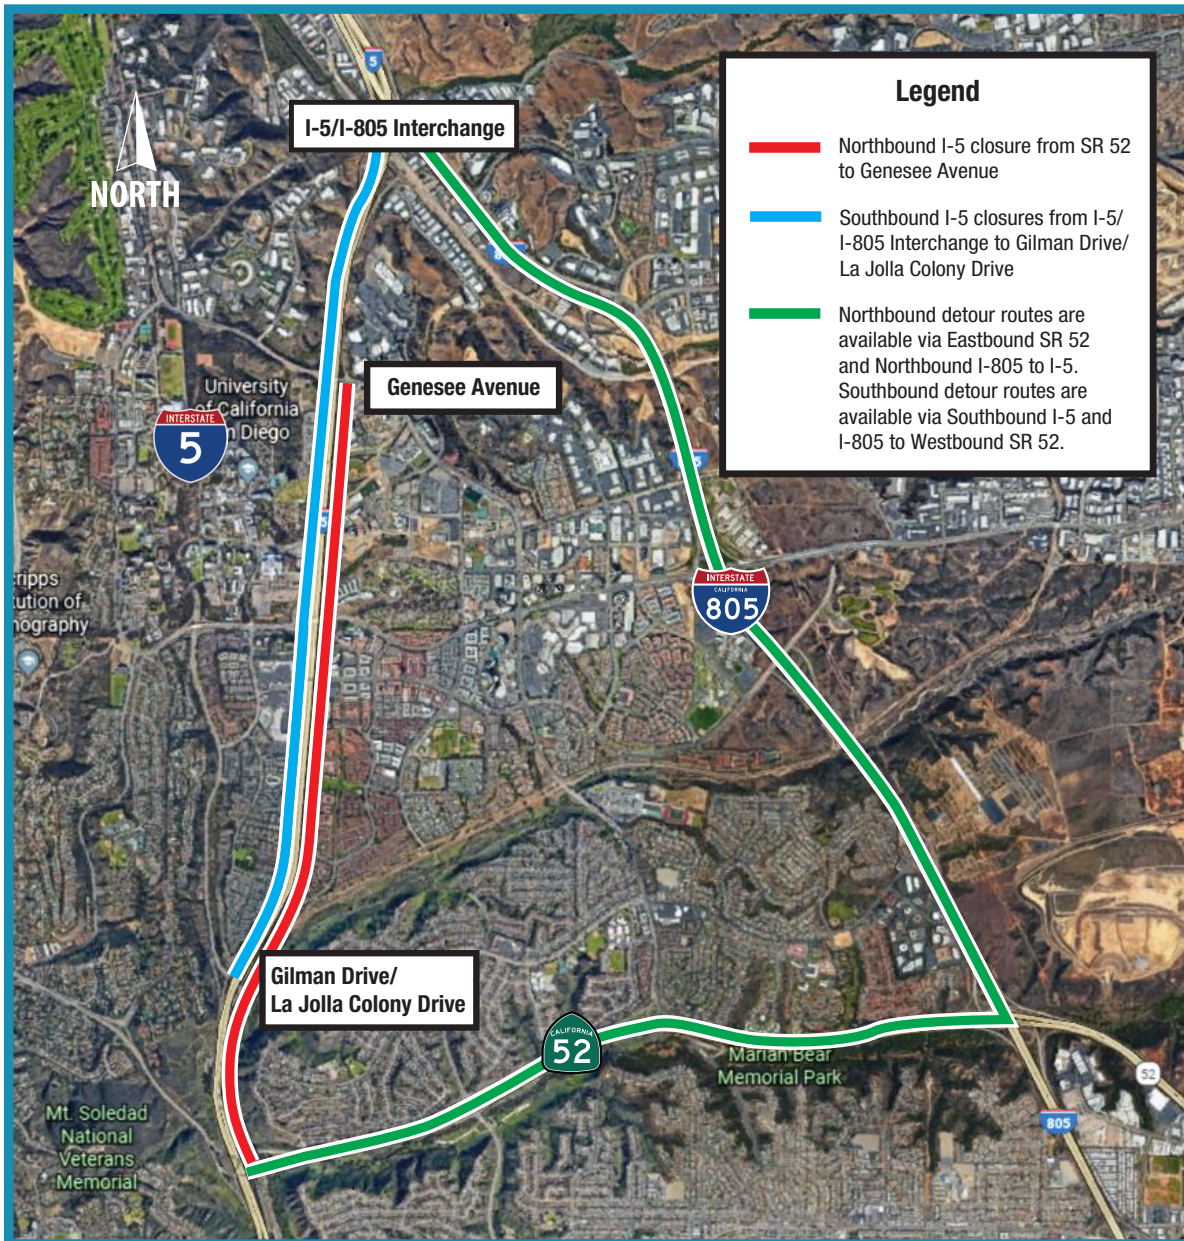 5
I-5/I-805 Interchange
NORTH
Legend
Northbound I-5 closure from SR 52
to Genesee Avenue
Southbound I-5 closures from I-5/
I-805 Interchange to Gilman Drive/
La Jolla Colony Drive
Northbound detour routes are
available via Eastbound SR 52
and Northbound I-805 to I-5.
Southbound detour routes are
available via Southbound I-5 and
I-805 to Westbound SR 52.
Genesee Avenue
University
of California
n Diego
INTERSTATE
5
INTERSTATE
CALIFORNIA
805
cripps
tution of
nography
Gilman Drive/
La Jolla Colony Drive
CALIFORNIA
52
Marian Bear
Memorial Park
52
805
Mt. Soledad
National
Veterans
Memorial